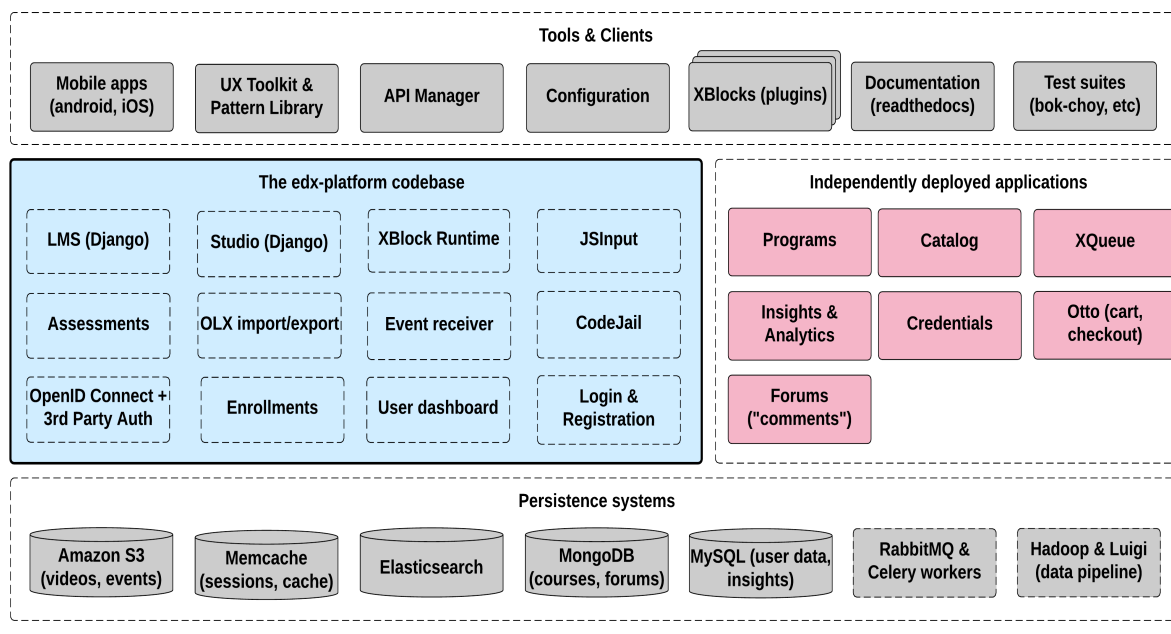 Tools & Clients
Mobile apps
(android, iOS)
UX Toolkit &
Pattern Library
API Manager
Configuration
XBlocks (plugins)
Documentation
(readthedocs)
Test suites
(bok-choy, etc)
The edx-platform codebase
LMS (Django)
Studio (Django)
XBlock Runtime
JSInput
Assessments
OLX import/export
Event receiver
CodeJail
OpenID Connect +
3rd Party Auth
Enrollments
User dashboard
Login &
Registration
Independently deployed applications
Programs
Catalog
XQueue
Insights &
Analytics
Credentials
Otto (cart,
checkout)
Forums
("comments")
Persistence systems
Amazon S3
(videos, events)
Memcache
(sessions, cache)
Elasticsearch
MongoDB
(courses, forums)
MySQL (user data,
insights)
RabbitMQ &
Celery workers
Hadoop & Luigi
(data pipeline)